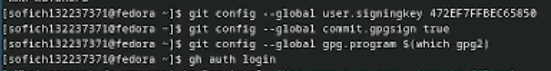 [sofich132237371@fedora ~]$ git config --global user.signingkey 472EF7FFBEC65850
[sofich132237371@fedora ~]$ git config --global commit.gpgsign true
[sofich132237371@fedora ~]$ git config --global gpg.program $(which gpg2)
[sofich132237371@fedora ~]$ gh auth login